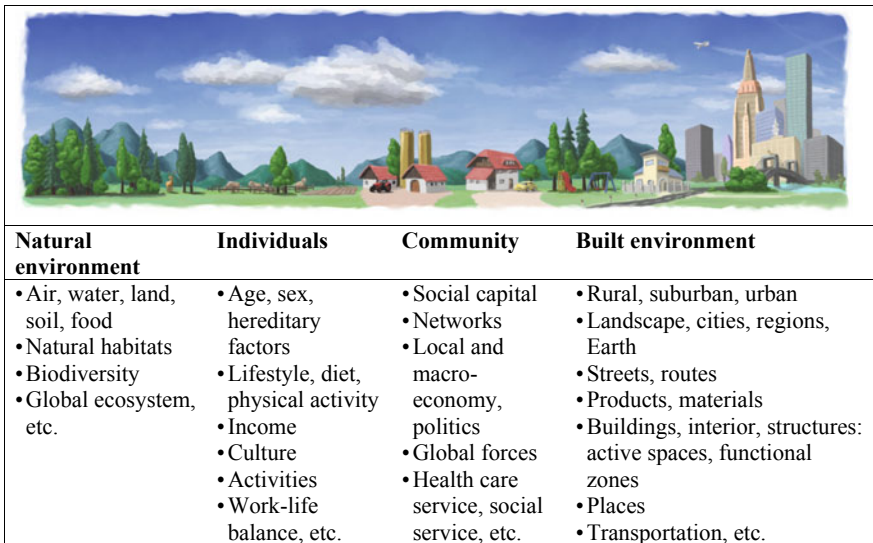 Natural
environment
Individuals
Community
Built environment
• Air, water, land,
soil, food
• Natural habitats
• Biodiversity
• Global ecosystem,
etc.
• Age, sex,
hereditary
factors
• Lifestyle, diet,
physical activity
• Income
• Culture
• Activities
• Work-life
balance, etc.
• Social capital
• Networks
• Local and
macro-
economy,
politics
• Global forces
• Health care
service, social
service, etc.
• Rural, suburban, urban
• Landscape, cities, regions,
Earth
• Streets, routes
• Products, materials
• Buildings, interior, structures:
active spaces, functional
zones
• Places
• Transportation, etc.